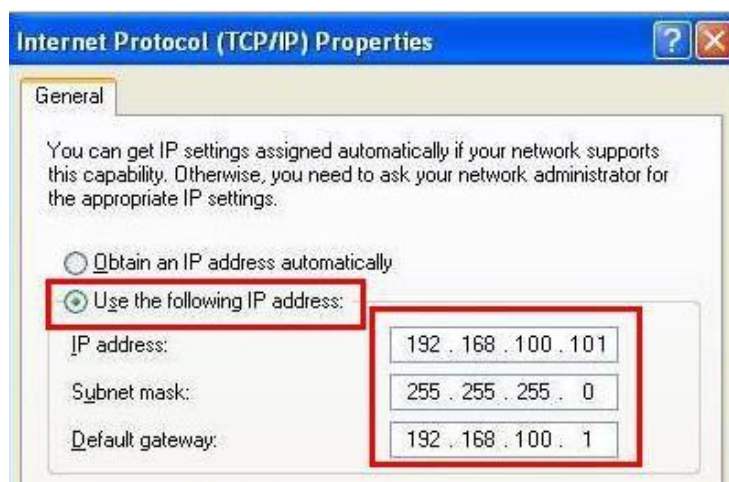 Internet Protocol (TCP/IP) Properties
General
You can get IP settings assigned automatically if your network supports
this capability. Otherwise, you need to ask your network administrator for
the appropriate IP settings.
Obtain an IP address automatically
Use the following IP address:
IP address: 192 . 168 . 100 . 101
Subnet mask: 255 . 255 . 255 . 0
Default gateway: 192 . 168 . 100 . 1